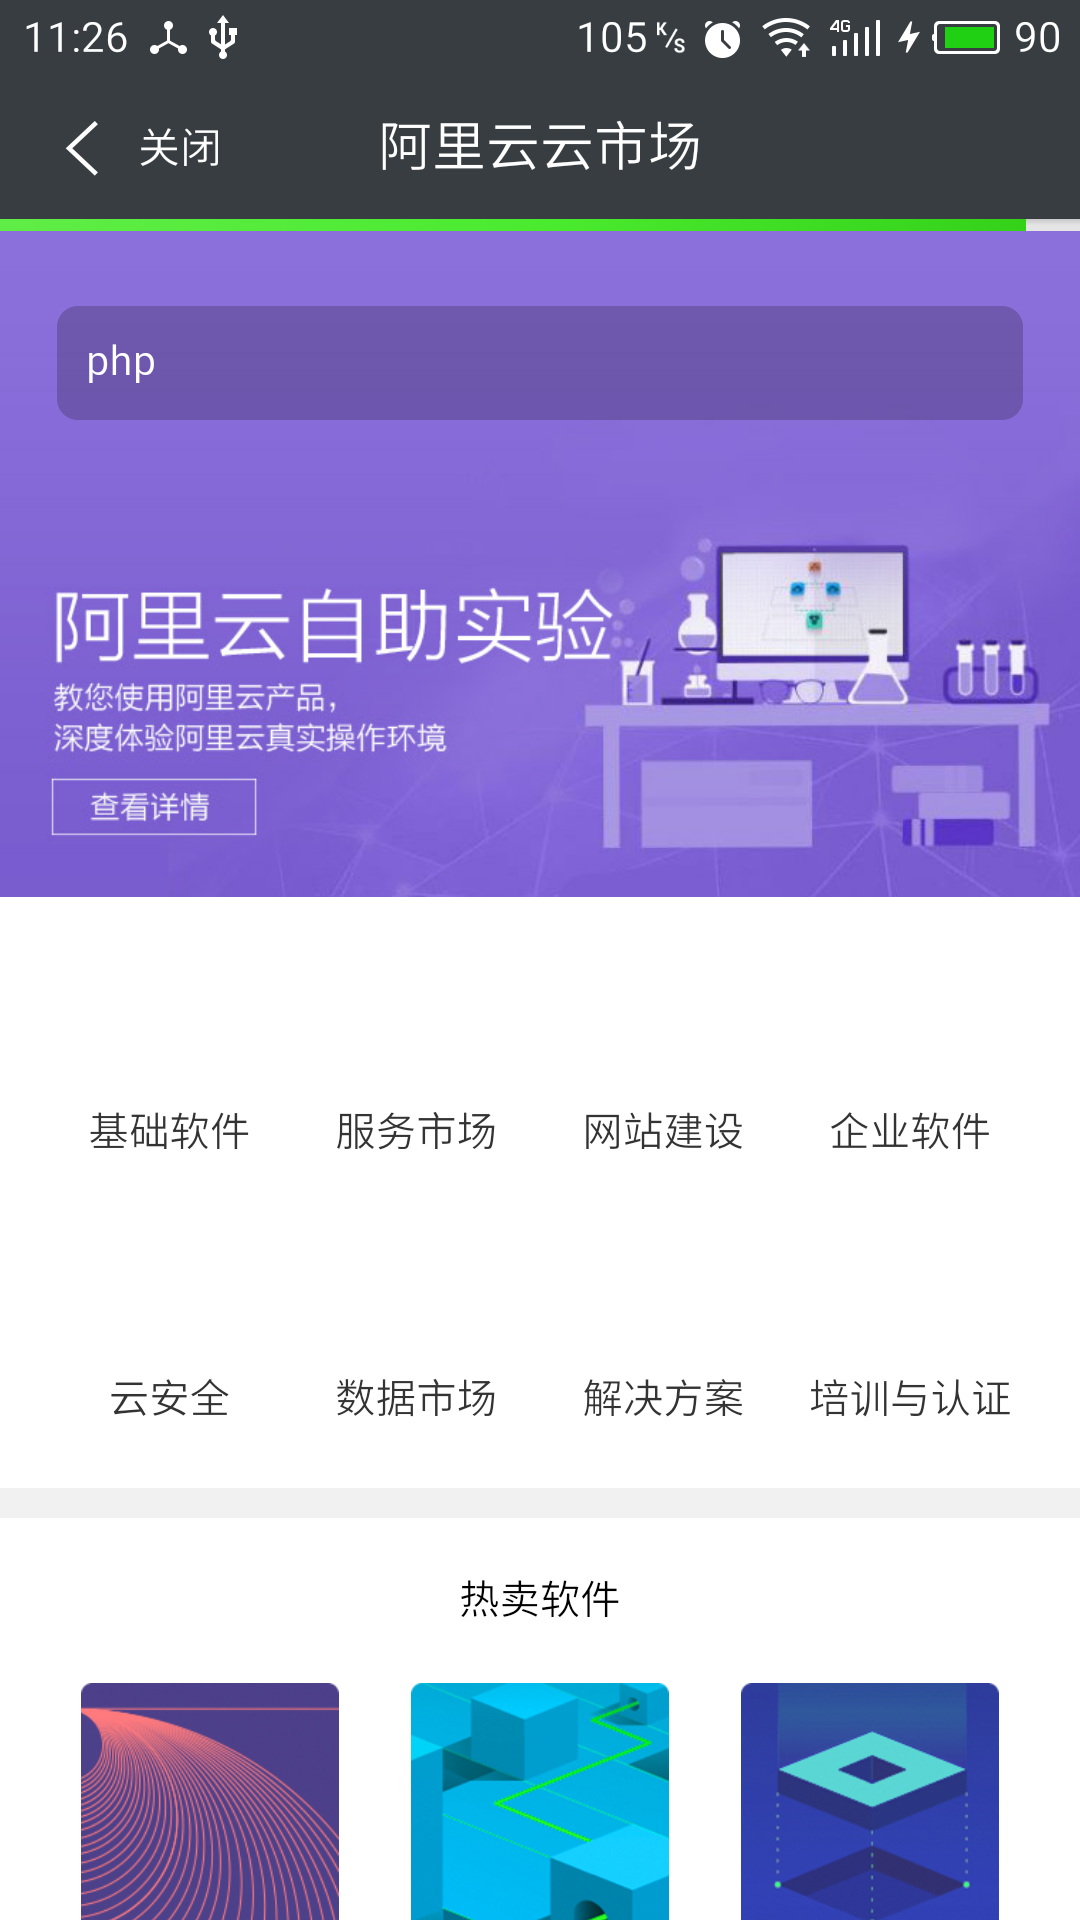 11:26 105 K/s 4G 90
关闭 阿里云云市场
php
阿里云自助实验
教您使用阿里云产品，
深度体验阿里云真实操作环境
查看详情
基础软件 服务市场 网站建设 企业软件
云安全 数据市场 解决方案 培训与认证
热卖软件